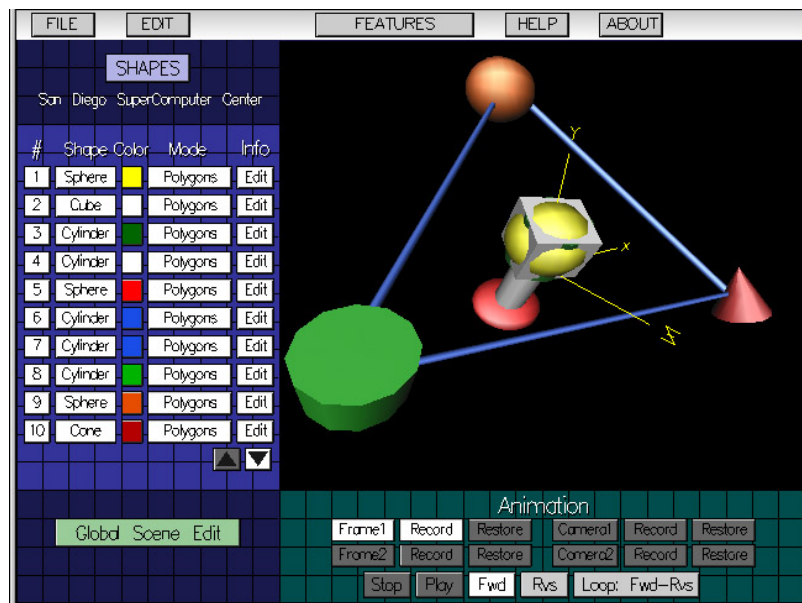 FILE EDIT FEATURES HELP ABOUT
SHAPES
San Diego SuperComputer Center
# Shape Color Mode Info
1 Sphere Polygons Edit
2 Cube Polygons Edit
3 Cylinder Polygons Edit
4 Cylinder Polygons Edit
5 Sphere Polygons Edit
6 Cylinder Polygons Edit
7 Cylinder Polygons Edit
8 Cylinder Polygons Edit
9 Sphere Polygons Edit
10 Cone Polygons Edit
Global Scene Edit
Y
x
Z
Animation
Frame1 Record Restore Camera1 Record Restore
Frame2 Record Restore Camera2 Record Restore
Stop Play Fwd Rvs Loop: Fwd-Rvs